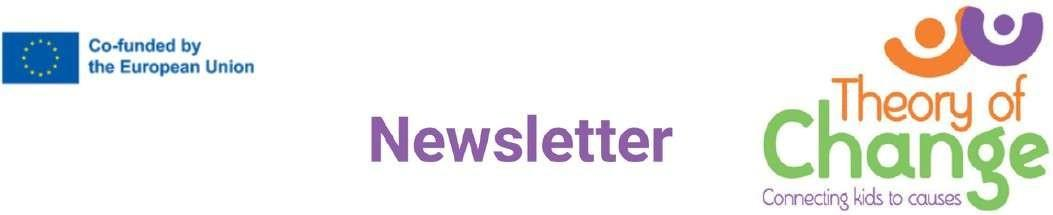 Co-funded by
the European Union
Newsletter
Theory of
Change
Connecting kids to causes